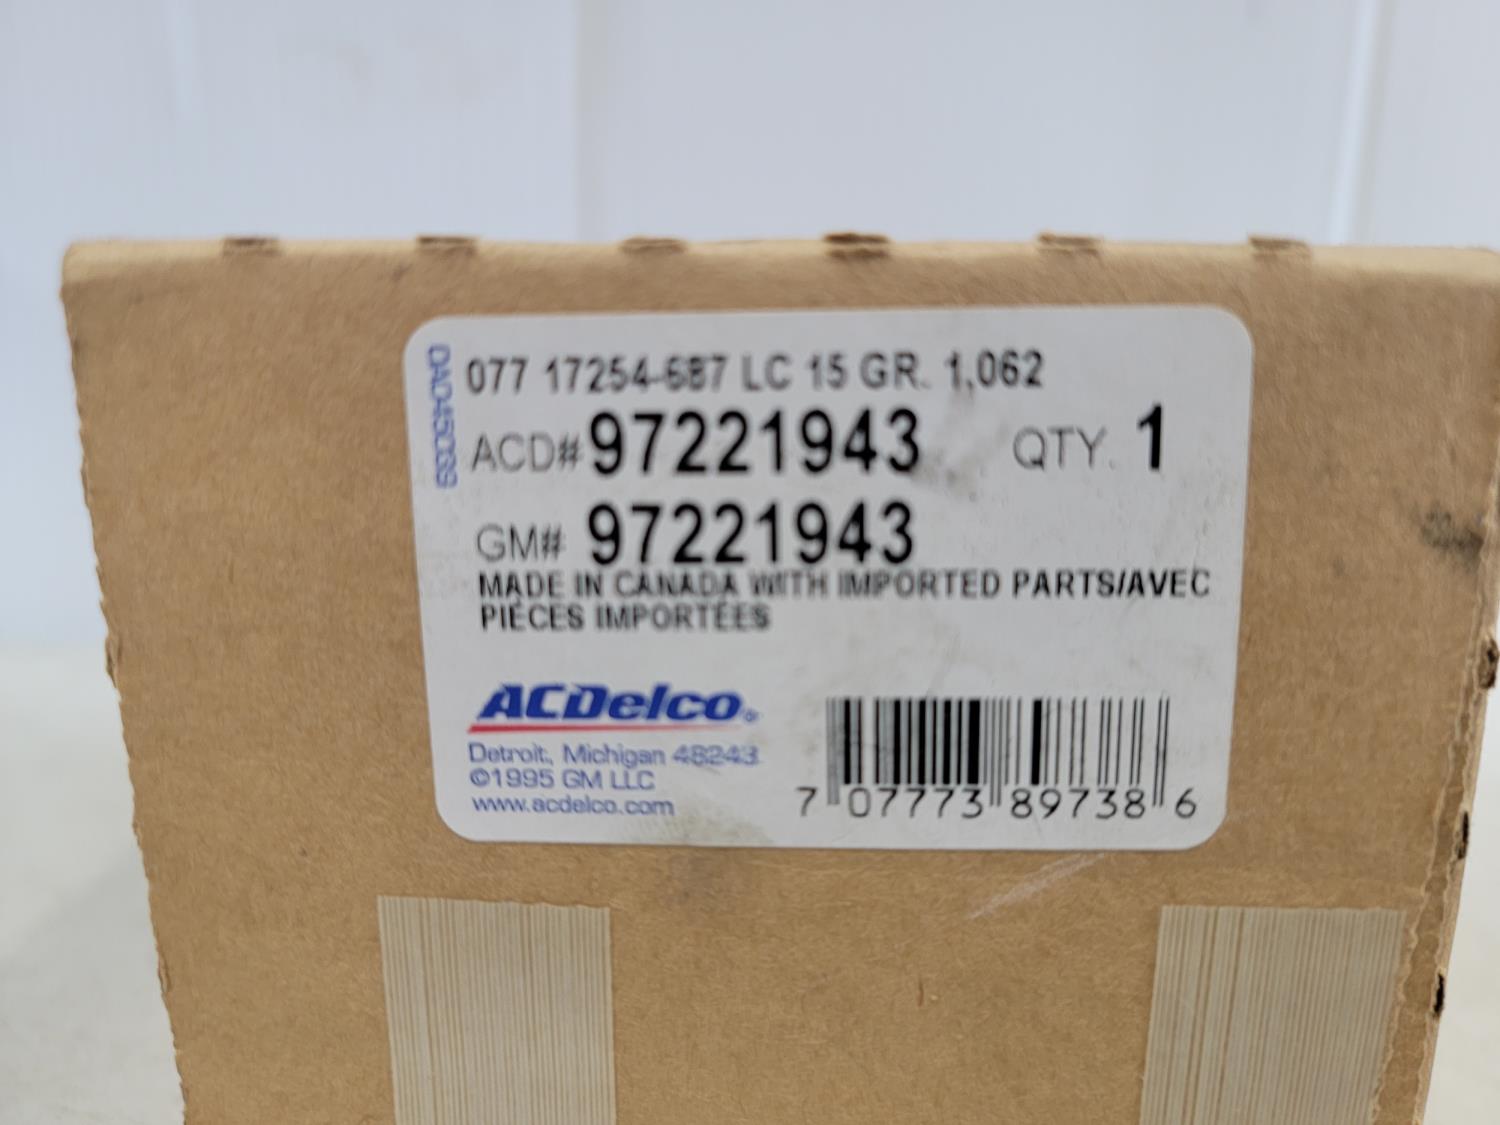 077 17254-687 LC 15 GR. 1,062
ACD# 97221943 QTY. 1
GM# 97221943
MADE IN CANADA WITH IMPORTED PARTS/AVEC
PIÈCES IMPORTÉES
ACDelco®
Detroit, Michigan 48243
©1995 GM LLC
www.acdelco.com
7 07773 89738 6